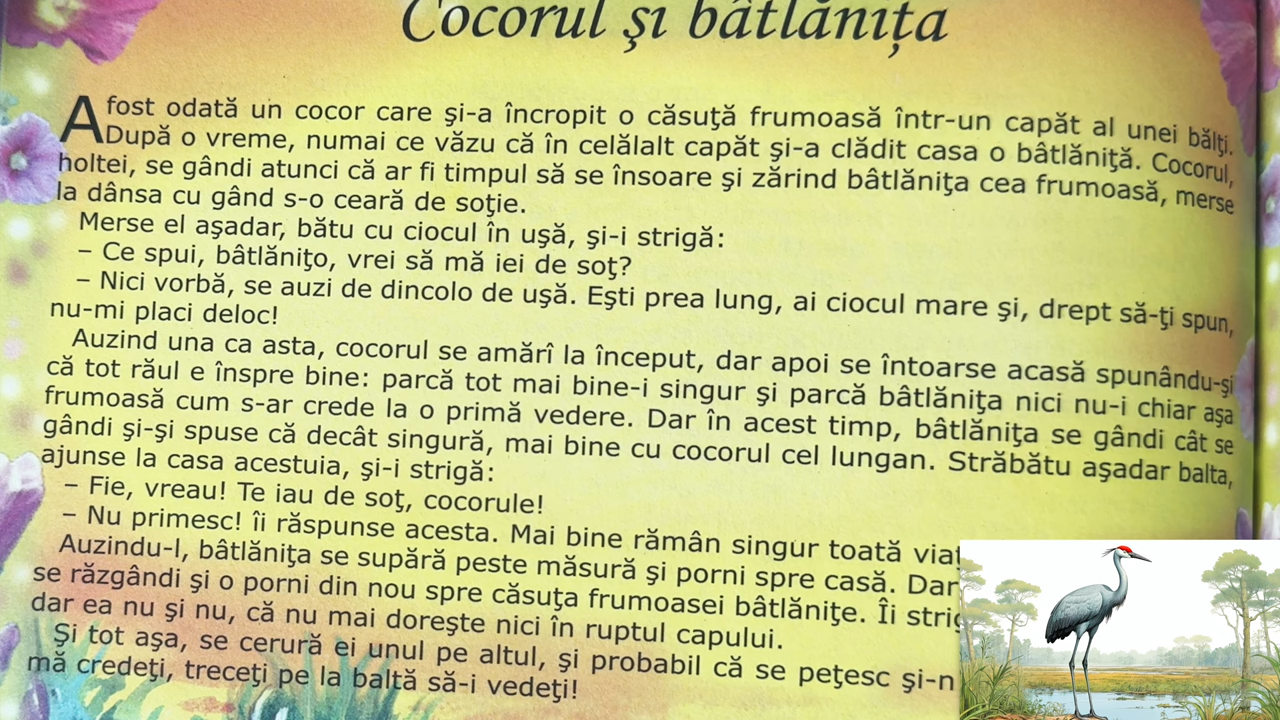 Cocorul şi bâtlăniţa
A fost odată un cocor care şi-a încropit o căsuţă frumoasă într-un capăt al unei bălţi.
După o vreme, numai ce văzu că în celălalt capăt şi-a clădit casa o bâtlăniţă. Cocorul,
holtei, se gândi atunci că ar fi timpul să se însoare şi zărind bâtlăniţa cea frumoasă, merse
la dânsa cu gând s-o ceară de soţie.
Merse el aşadar, bătu cu ciocul în uşă, şi-i strigă:
– Ce spui, bâtlăniţo, vrei să mă iei de soţ?
– Nici vorbă, se auzi de dincolo de uşă. Eşti prea lung, ai ciocul mare şi, drept să-ţi spun,
nu-mi placi deloc!
Auzind una ca asta, cocorul se amărî la început, dar apoi se întoarse acasă spunându-şi
că tot răul e înspre bine: parcă tot mai bine-i singur şi parcă bâtlăniţa nici nu-i chiar aşa
frumoasă cum s-ar crede la o primă vedere. Dar în acest timp, bâtlăniţa se gândi cât se
gândi şi-şi spuse că decât singură, mai bine cu cocorul cel lungan. Străbătu aşadar balta,
ajunse la casa acestuia, şi-i strigă:
– Fie, vreau! Te iau de soţ, cocorule!
– Nu primesc! îi răspunse acesta. Mai bine rămân singur toată
Auzindu-l, bâtlăniţa se supără peste măsură şi porni spre casă. Dar
se răzgândi şi o porni din nou spre căsuţa frumoasei bâtlăniţe. Îi
dar ea nu şi nu, că nu mai doreşte nici în ruptul capului.
Şi tot aşa, se cerură ei unul pe altul, şi probabil că se peţesc
mă credeţi, treceţi pe la baltă să-i vedeţi!